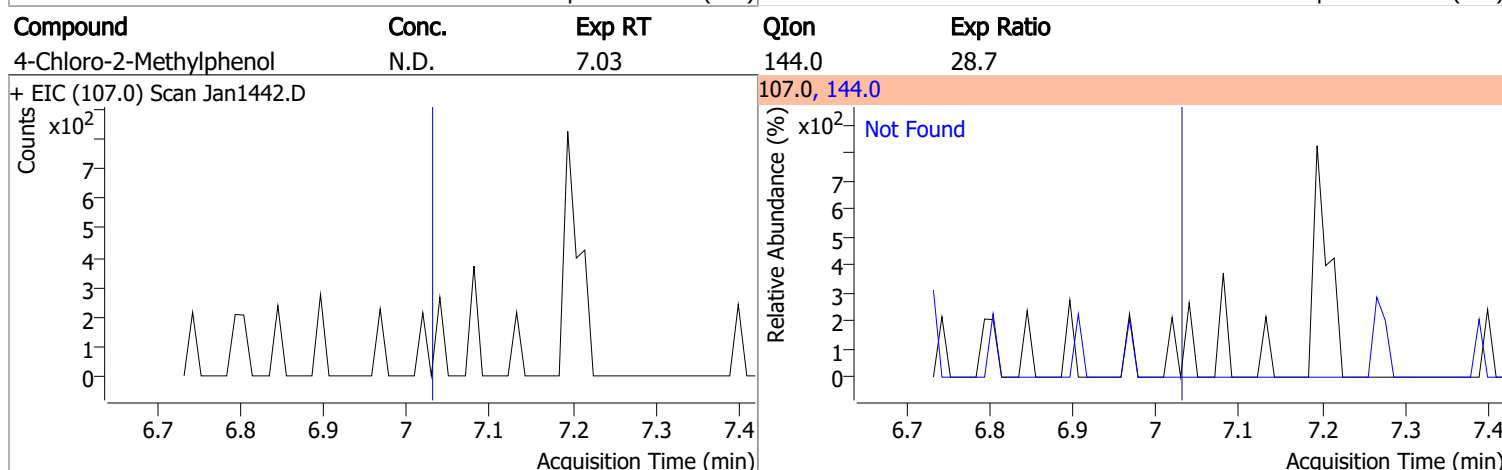 Compound Conc. Exp RT QIon Exp Ratio
4-Chloro-2-Methylphenol N.D. 7.03 144.0 28.7
+ EIC (107.0) Scan Jan1442.D
Counts
x10²
7
6
5
4
3
2
1
0
6.7 6.8 6.9 7 7.1 7.2 7.3 7.4
Acquisition Time (min)
107.0, 144.0
Relative Abundance (%)
x10²
Not Found
7
6
5
4
3
2
1
0
6.7 6.8 6.9 7 7.1 7.2 7.3 7.4
Acquisition Time (min)